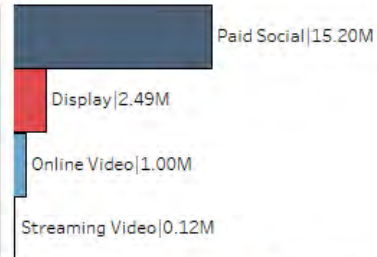 Paid Social|15.20M
Display|2.49M
Online Video|1.00M
Streaming Video|0.12M